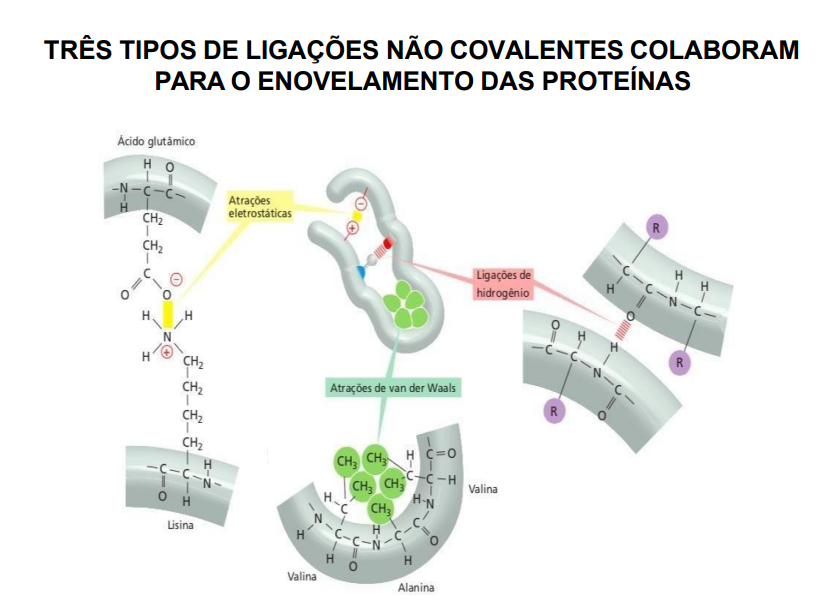 TRÊS TIPOS DE LIGAÇÕES NÃO COVALENTES COLABORAM
PARA O ENOVELAMENTO DAS PROTEÍNAS
Ácido glutâmico
H O
–N–C–C–
H
CH₂
CH₂
C
O O ⊖
H H
N
H ⊕
CH₂
CH₂
CH₂
CH₂
H
–C–C–N–
O H
Lisina
Atrações
eletrostáticas
⊖
⊕
Ligações de
hidrogênio
Atrações de van der Waals
CH₃ CH₃ H C=O
CH₃ CH₃ C C–H
H CH₃ H N
C
N H C
H C C N C O
H O H
Valina
Valina
Alanina
R
C H H
H C N C
O
R
O H H
C C N C
R O